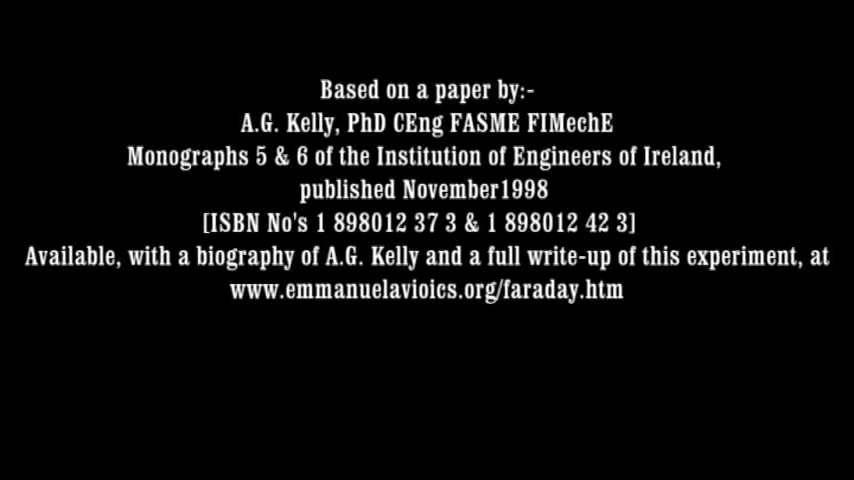 Based on a paper by:-
A.G. Kelly, PhD CEng FASME FIMechE
Monographs 5 & 6 of the Institution of Engineers of Ireland,
published November1998
[ISBN No's 1 898012 37 3 & 1 898012 42 3]
Available, with a biography of A.G. Kelly and a full write-up of this experiment, at
www.emmanuelavioics.org/faraday.htm